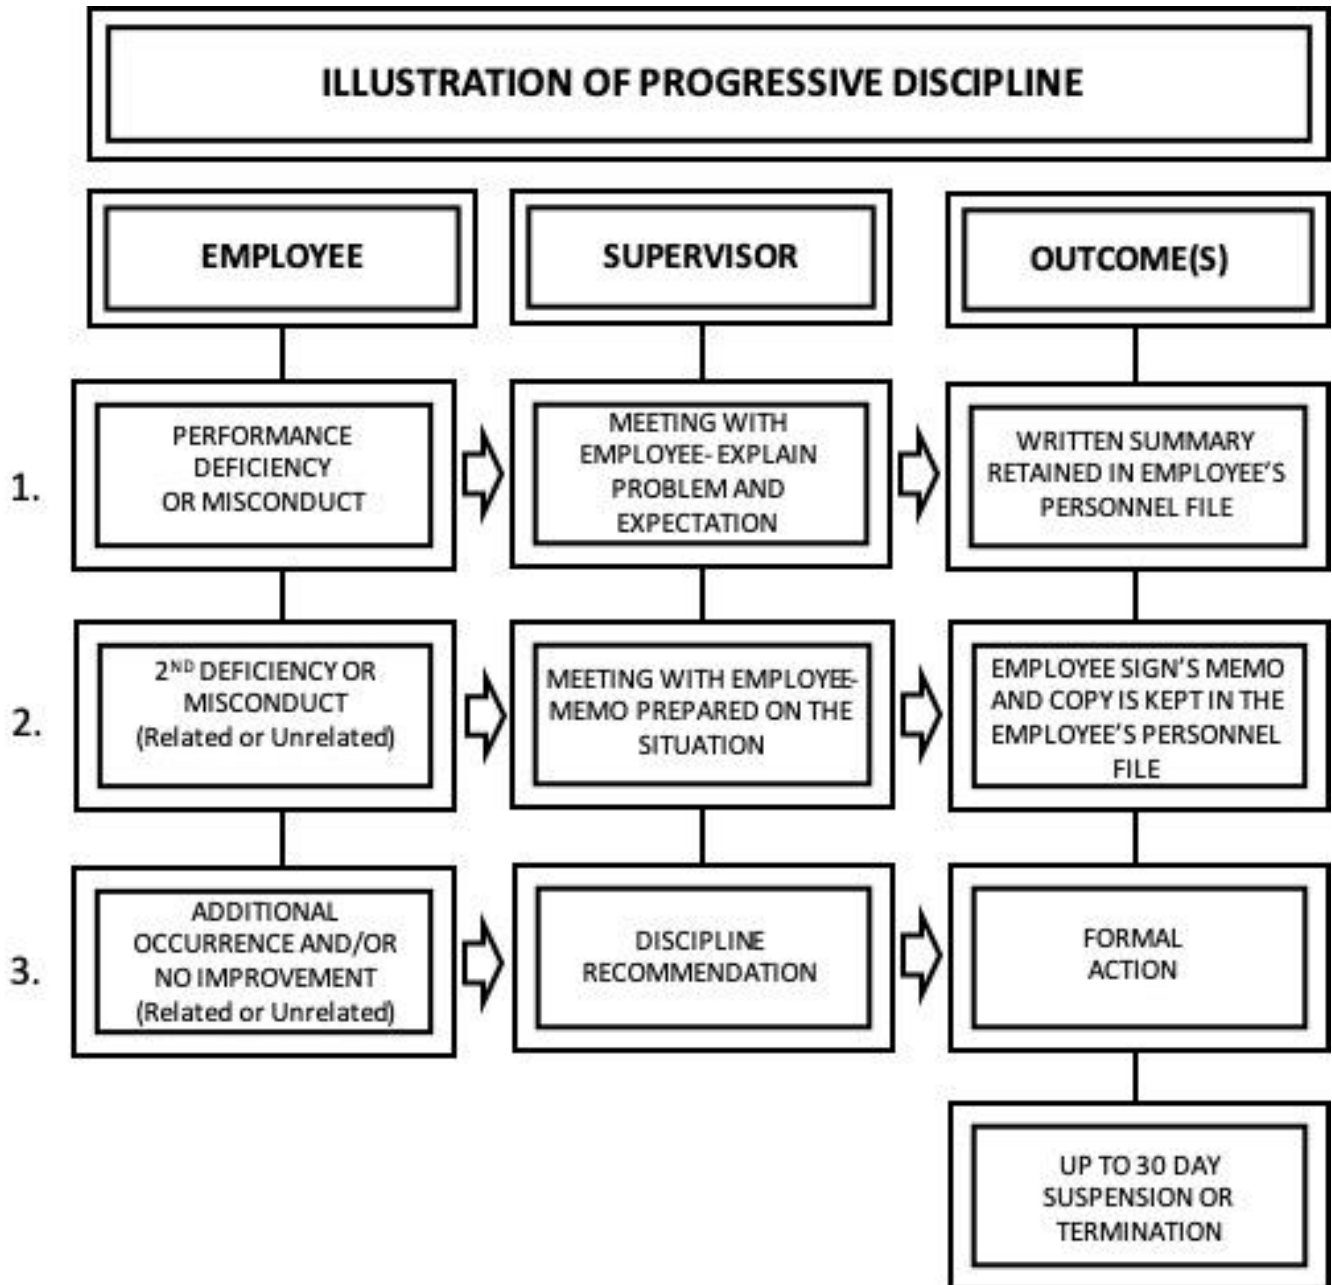 ILLUSTRATION OF PROGRESSIVE DISCIPLINE
EMPLOYEE
SUPERVISOR
OUTCOME(S)
1.
PERFORMANCE
DEFICIENCY
OR MISCONDUCT
MEETING WITH
EMPLOYEE- EXPLAIN
PROBLEM AND
EXPECTATION
WRITTEN SUMMARY
RETAINED IN EMPLOYEE’S
PERSONNEL FILE
2.
2ND DEFICIENCY OR
MISCONDUCT
(Related or Unrelated)
MEETING WITH EMPLOYEE-
MEMO PREPARED ON THE
SITUATION
EMPLOYEE SIGN’S MEMO
AND COPY IS KEPT IN THE
EMPLOYEE’S PERSONNEL
FILE
3.
ADDITIONAL
OCCURRENCE AND/OR
NO IMPROVEMENT
(Related or Unrelated)
DISCIPLINE
RECOMMENDATION
FORMAL
ACTION
UP TO 30 DAY
SUSPENSION OR
TERMINATION